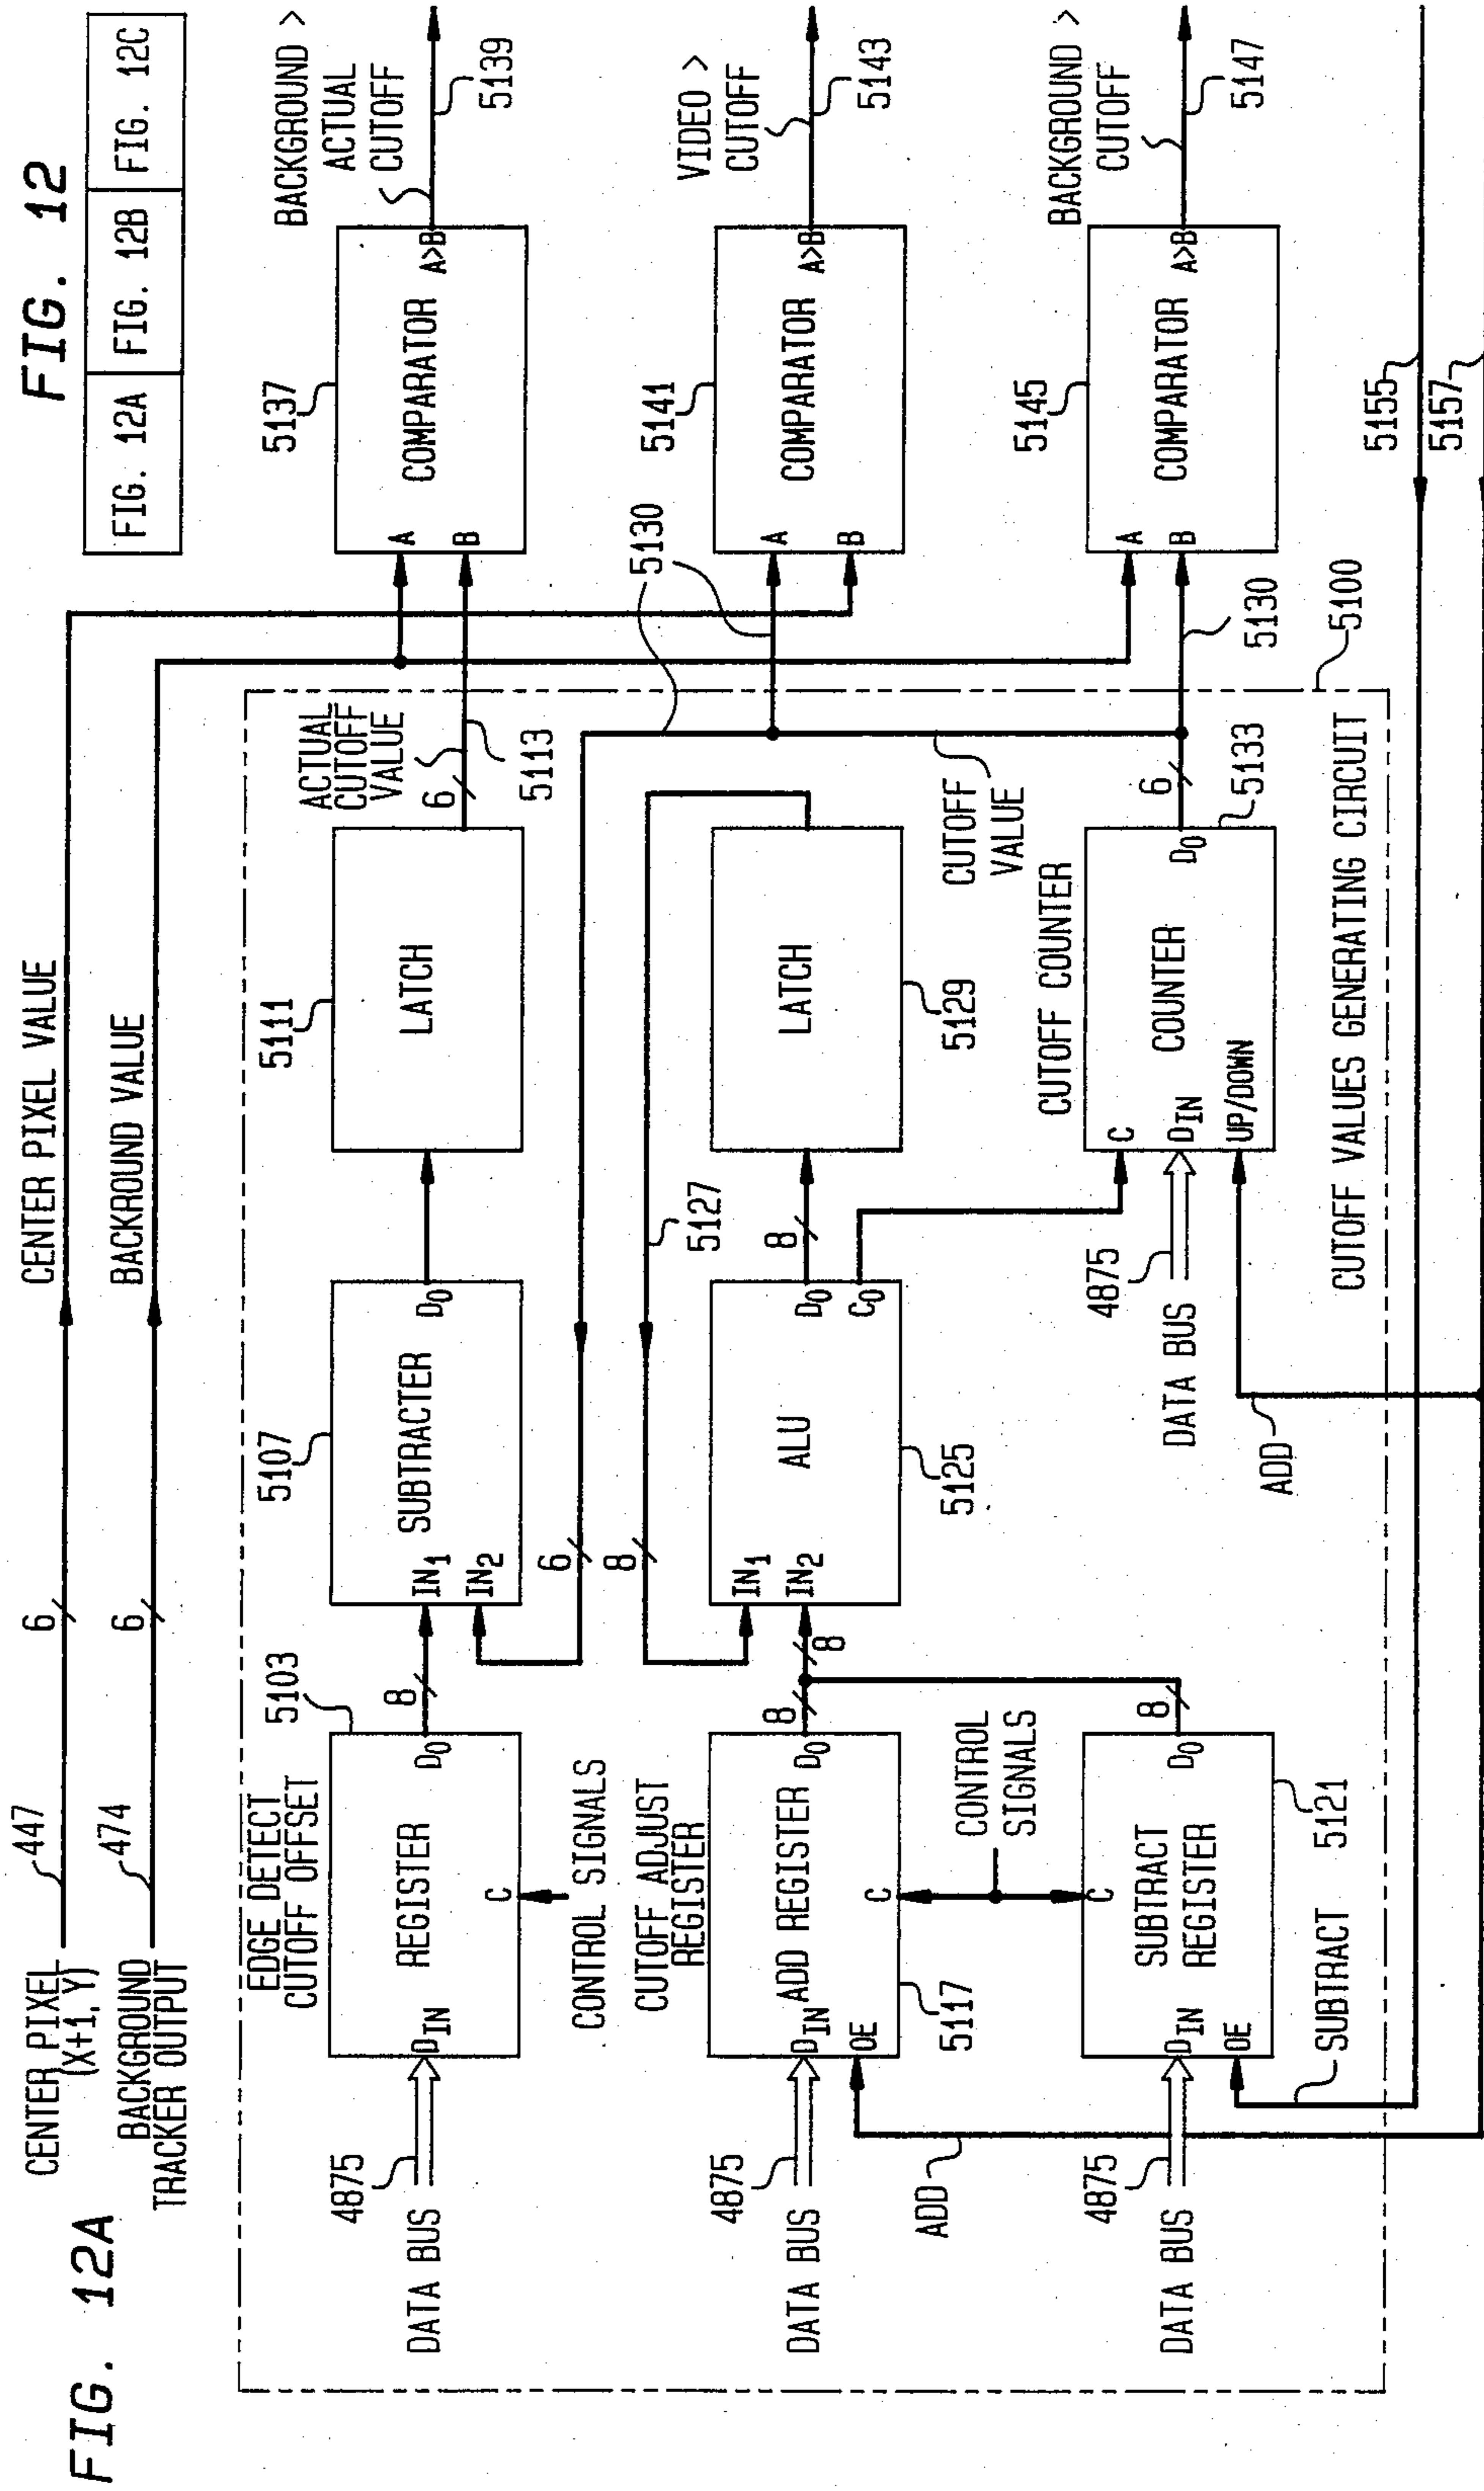 FIG. 12A
FIG. 12
FIG. 12A
FIG. 12B
FIG. 12C
CENTER PIXEL
(X+1,Y)
447
6
CENTER PIXEL VALUE
BACKGROUND
TRACKER OUTPUT
474
6
BACKROUND VALUE
EDGE DETECT
CUTOFF OFFSET
5103
DATA BUS
4875
DIN
REGISTER
D0
C
CONTROL SIGNALS
8
5107
IN1
IN2
SUBTRACTER
D0
5111
LATCH
ACTUAL
CUTOFF
VALUE
6
5113
5137
A
B
COMPARATOR
A>B
BACKGROUND >
ACTUAL
CUTOFF
5139
6
8
5130
CUTOFF ADJUST
REGISTER
DATA BUS
4875
DIN
OE
ADD REGISTER
D0
C
5117
8
8
IN1
IN2
ALU
D0
C0
5125
8
5127
LATCH
5129
5141
A
B
COMPARATOR
A>B
VIDEO >
CUTOFF
5143
ADD
CONTROL
SIGNALS
CUTOFF
VALUE
DATA BUS
4875
DIN
OE
SUBTRACT
REGISTER
C
D0
5121
8
SUBTRACT
DATA BUS
4875
CUTOFF COUNTER
C
DIN
UP/DOWN
COUNTER
D0
5133
6
5130
ADD
5145
A
B
COMPARATOR
A>B
BACKGROUND >
CUTOFF
5147
CUTOFF VALUES GENERATING CIRCUIT
5100
5155
5157